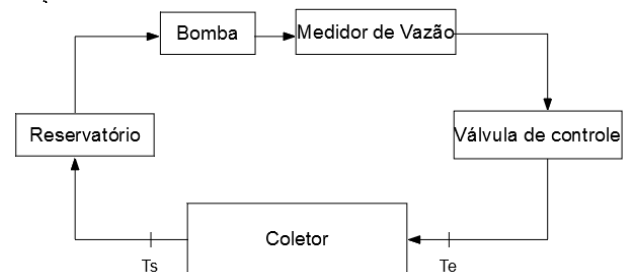 Bomba
Medidor de Vazão
Reservatório
Válvula de controle
Coletor
Ts
Te